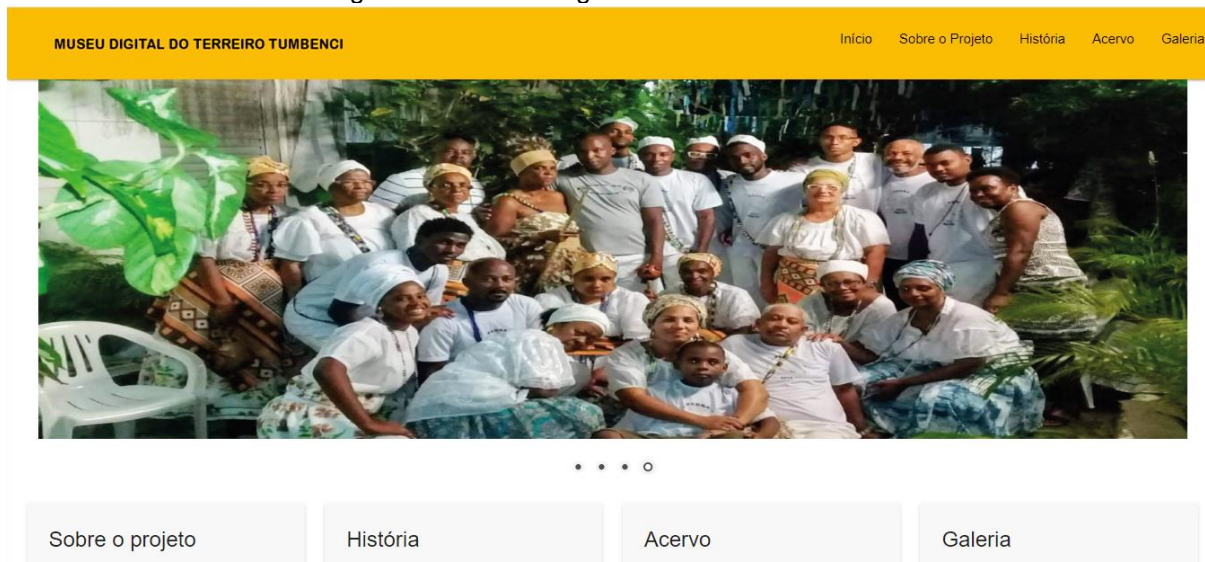 MUSEU DIGITAL DO TERREIRO TUMBENCI
Início Sobre o Projeto História Acervo Galeria
Sobre o projeto
História
Acervo
Galeria